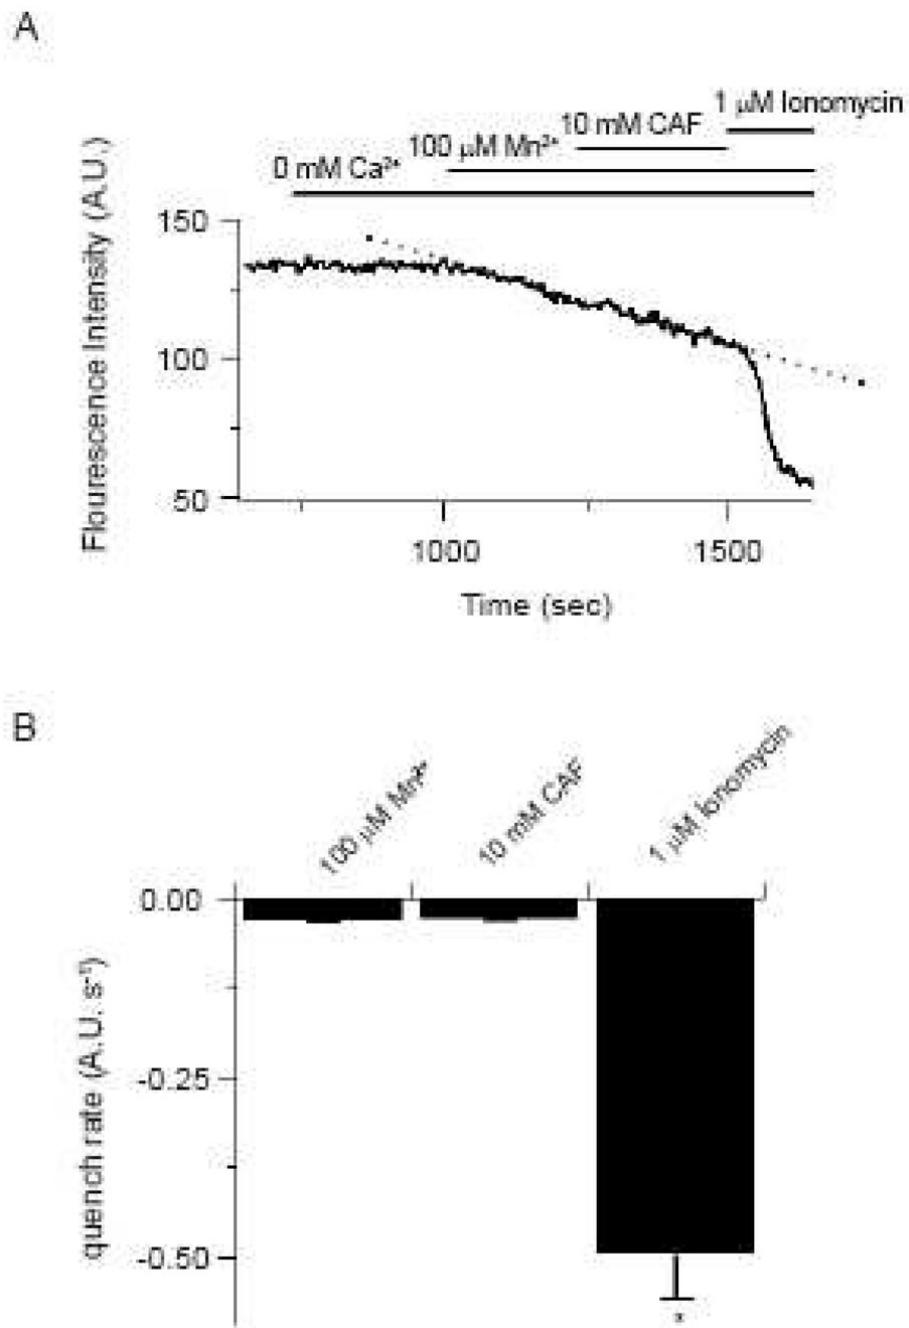 A
1 µM Ionomycin
10 mM CAF
100 µM Mn²⁺
0 mM Ca²⁺
Flourescence Intensity (A.U.)
150
100
50
1000 1500
Time (sec)
B
100 µM Mn²⁺ 10 mM CAF 1 µM Ionomycin
quench rate (A.U. s⁻¹)
0.00
-0.25
-0.50
*